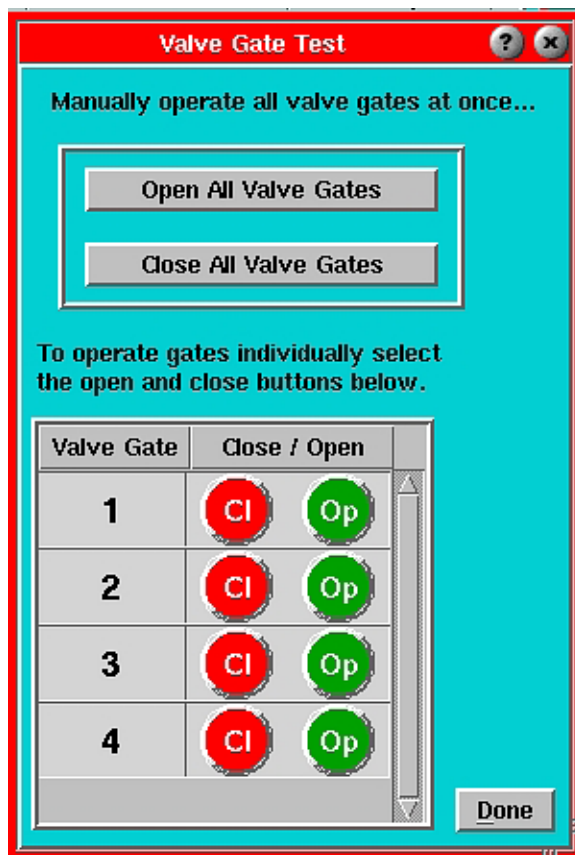 Valve Gate Test ? x
Manually operate all valve gates at once...
Open All Valve Gates
Close All Valve Gates
To operate gates individually select
the open and close buttons below.
Valve Gate Close / Open
1 Cl Op
2 Cl Op
3 Cl Op
4 Cl Op
Done